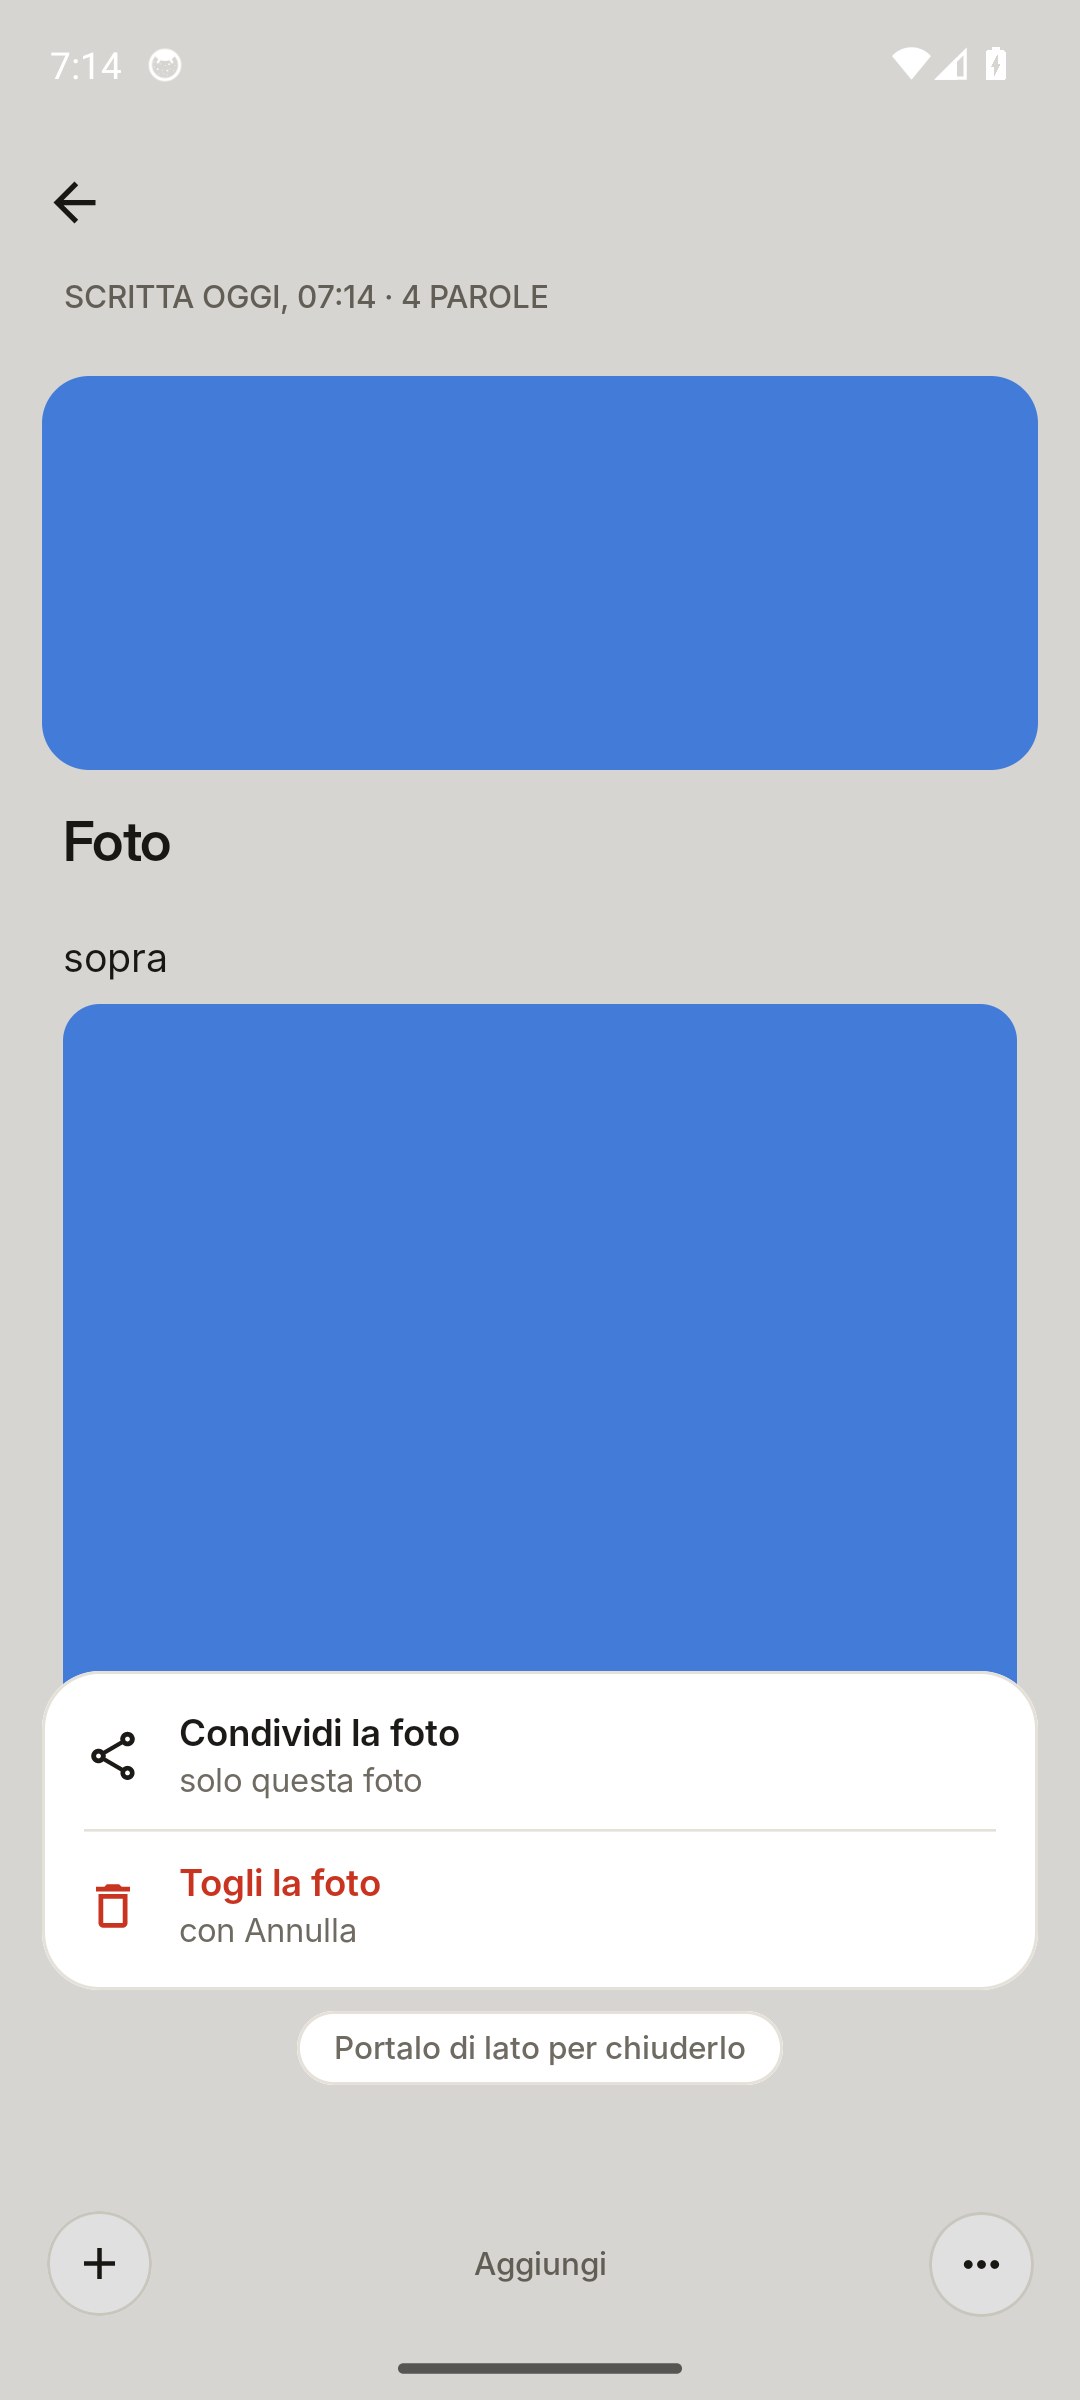 7:14
SCRITTA OGGI, 07:14 · 4 PAROLE
Foto
sopra
Condividi la foto
solo questa foto
Togli la foto
con Annulla
Portalo di lato per chiuderlo
Aggiungi